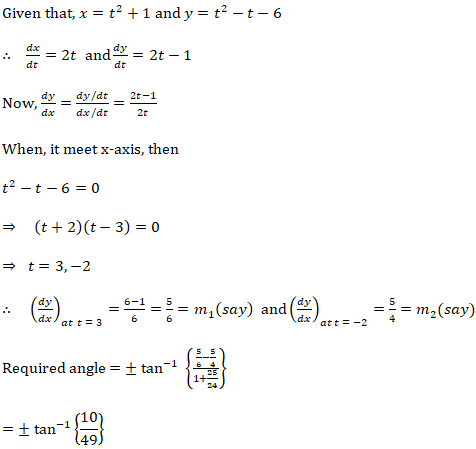 Given that, x = t² + 1 and y = t² − t − 6
∴ dx/dt = 2t and dy/dt = 2t − 1
Now, dy/dx = (dy/dt)/(dx/dt) = (2t−1)/(2t)
When, it meet x-axis, then
t² − t − 6 = 0
⇒ (t + 2)(t − 3) = 0
⇒ t = 3, −2
∴ (dy/dx)_{at t = 3} = (6−1)/6 = 5/6 = m₁(say) and (dy/dx)_{at t = −2} = 5/4 = m₂(say)
Required angle = ± tan⁻¹ {(5/6 − 5/4)/(1 + 25/24)}
= ± tan⁻¹ {10/49}